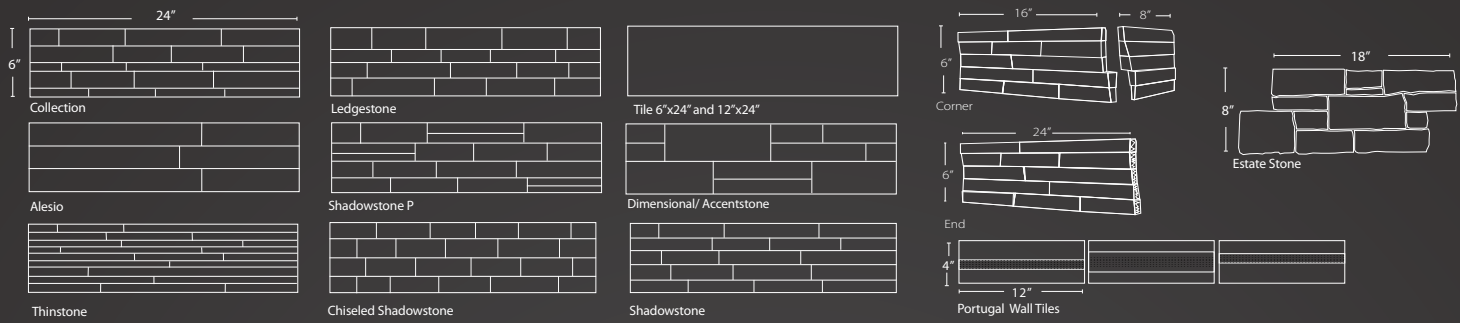 24”
6”
Collection
Ledgestone
Tile 6”x24” and 12”x24”
16”
8”
6”
Corner
18”
8”
Estate Stone
Alesio
Shadowstone P
Dimensional/ Accentstone
24”
6”
End
Thinstone
Chiseled Shadowstone
Shadowstone
4”
12”
Portugal Wall Tiles